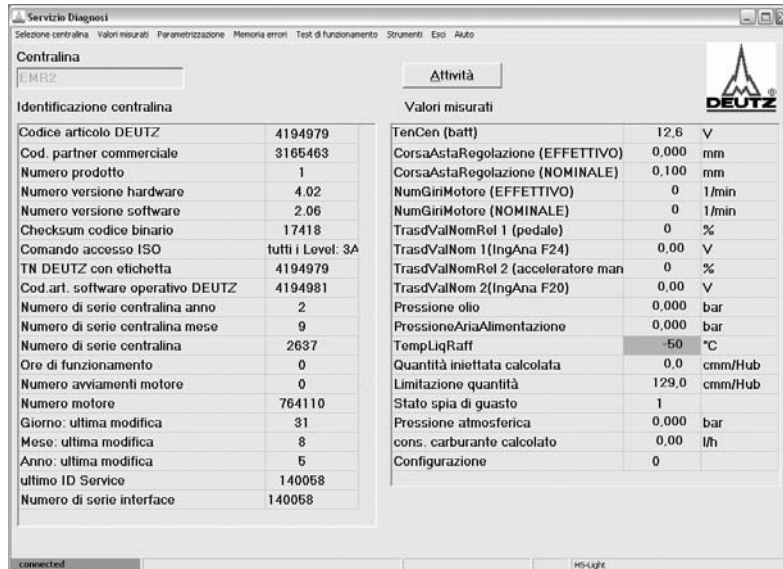 Servizio Diagnosi
Selezione centralina Valori misurati Parametrizzazione Memoria errori Test di funzionamento Strumenti Esci Aiuto
Centralina
EMR2
Attività
DEUTZ
Identificazione centralina
Codice articolo DEUTZ 4194979
Cod. partner commerciale 3165463
Numero prodotto 1
Numero versione hardware 4.02
Numero versione software 2.06
Checksum codice binario 17418
Comando accesso ISO tutti i Level: 3A
TN DEUTZ con etichetta 4194979
Cod.art. software operativo DEUTZ 4194981
Numero di serie centralina anno 2
Numero di serie centralina mese 9
Numero di serie centralina 2637
Ore di funzionamento 0
Numero avviamenti motore 0
Numero motore 764110
Giorno: ultima modifica 31
Mese: ultima modifica 8
Anno: ultima modifica 5
ultimo ID Service 140058
Numero di serie interface 140058
Valori misurati
TenCen (batt) 12,6 V
CorsaAstaRegolazione (EFFETTIVO) 0,000 mm
CorsaAstaRegolazione (NOMINALE) 0,100 mm
NumGiriMotore (EFFETTIVO) 0 1/min
NumGiriMotore (NOMINALE) 0 1/min
TrasdValNomRel 1 (pedale) 0 %
TrasdValNom 1(IngAna F24) 0,00 V
TrasdValNomRel 2 (acceleratore man 0 %
TrasdValNom 2(IngAna F20) 0,00 V
Pressione olio 0,000 bar
PressioneAriaAlimentazione 0,000 bar
TempLiqRaff -50 °C
Quantità iniettata calcolata 0,0 cmm/Hub
Limitazione quantità 129,0 cmm/Hub
Stato spia di guasto 1
Pressione atmosferica 0,000 bar
cons. carburante calcolato 0,00 l/h
Configurazione 0
connected HS-Light